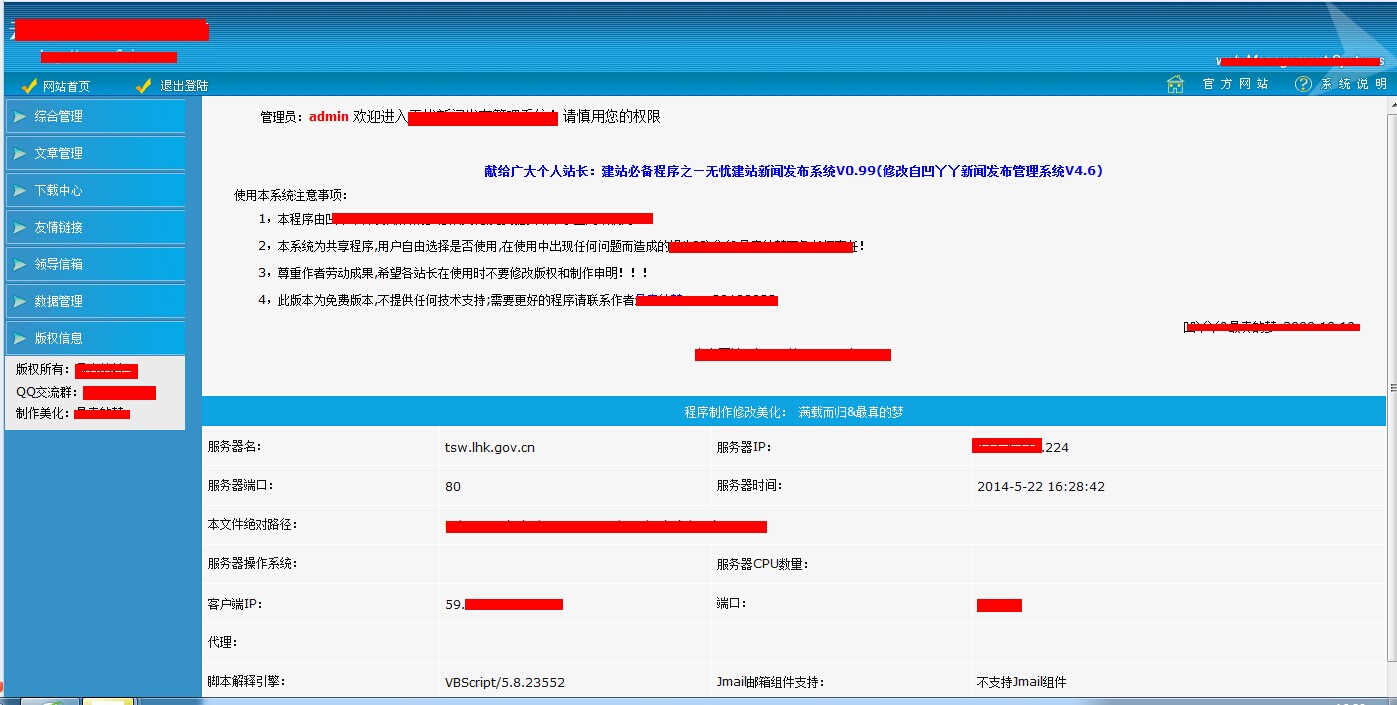 网站首页 退出登陆 官方网站 系统说明
综合管理
文章管理
下载中心
友情链接
领导信箱
数据管理
版权信息
版权所有:
QQ交流群:
制作美化:
管理员: admin 欢迎进入 请慎用您的权限
献给广大个人站长: 建站必备程序之一无忧建站新闻发布系统V0.99(修改自凹丫丫新闻发布管理系统V4.6)
使用本系统注意事项:
1, 本程序由
2, 本系统为共享程序,用户自由选择是否使用,在使用中出现任何问题而造成的 !
3, 尊重作者劳动成果,希望各站长在使用时不要修改版权和制作申明! ! !
4, 此版本为免费版本,不提供任何技术支持;需要更好的程序请联系作者
程序制作修改美化: 满载而归&最真的梦
服务器名: tsw.lhk.gov.cn 服务器IP: .224
服务器端口: 80 服务器时间: 2014-5-22 16:28:42
本文件绝对路径:
服务器操作系统: 服务器CPU数量:
客户端IP: 59. 端口:
代理:
脚本解释引擎: VBScript/5.8.23552 Jmail邮箱组件支持: 不支持Jmail组件